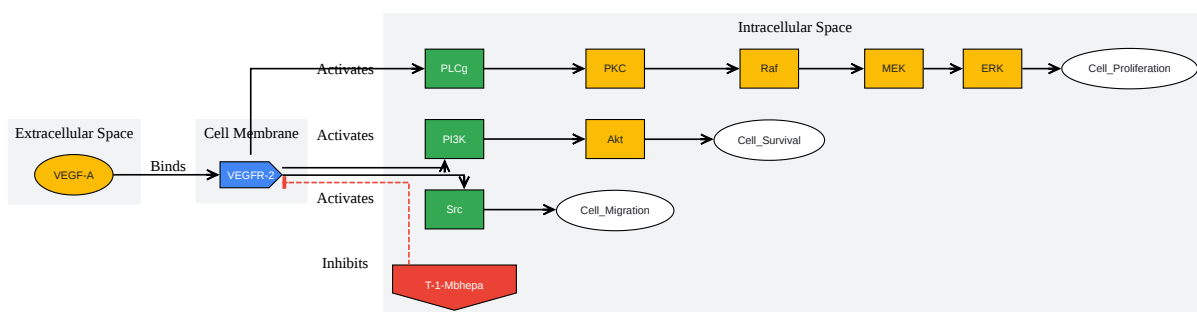 Intracellular Space
Activates
PLCg
PKC
Raf
MEK
ERK
Cell_Proliferation
Extracellular Space
Cell Membrane
Activates
PI3K
Akt
Cell_Survival
VEGF-A
Binds
VEGFR-2
Activates
Src
Cell_Migration
Inhibits
T-1-Mbhepa